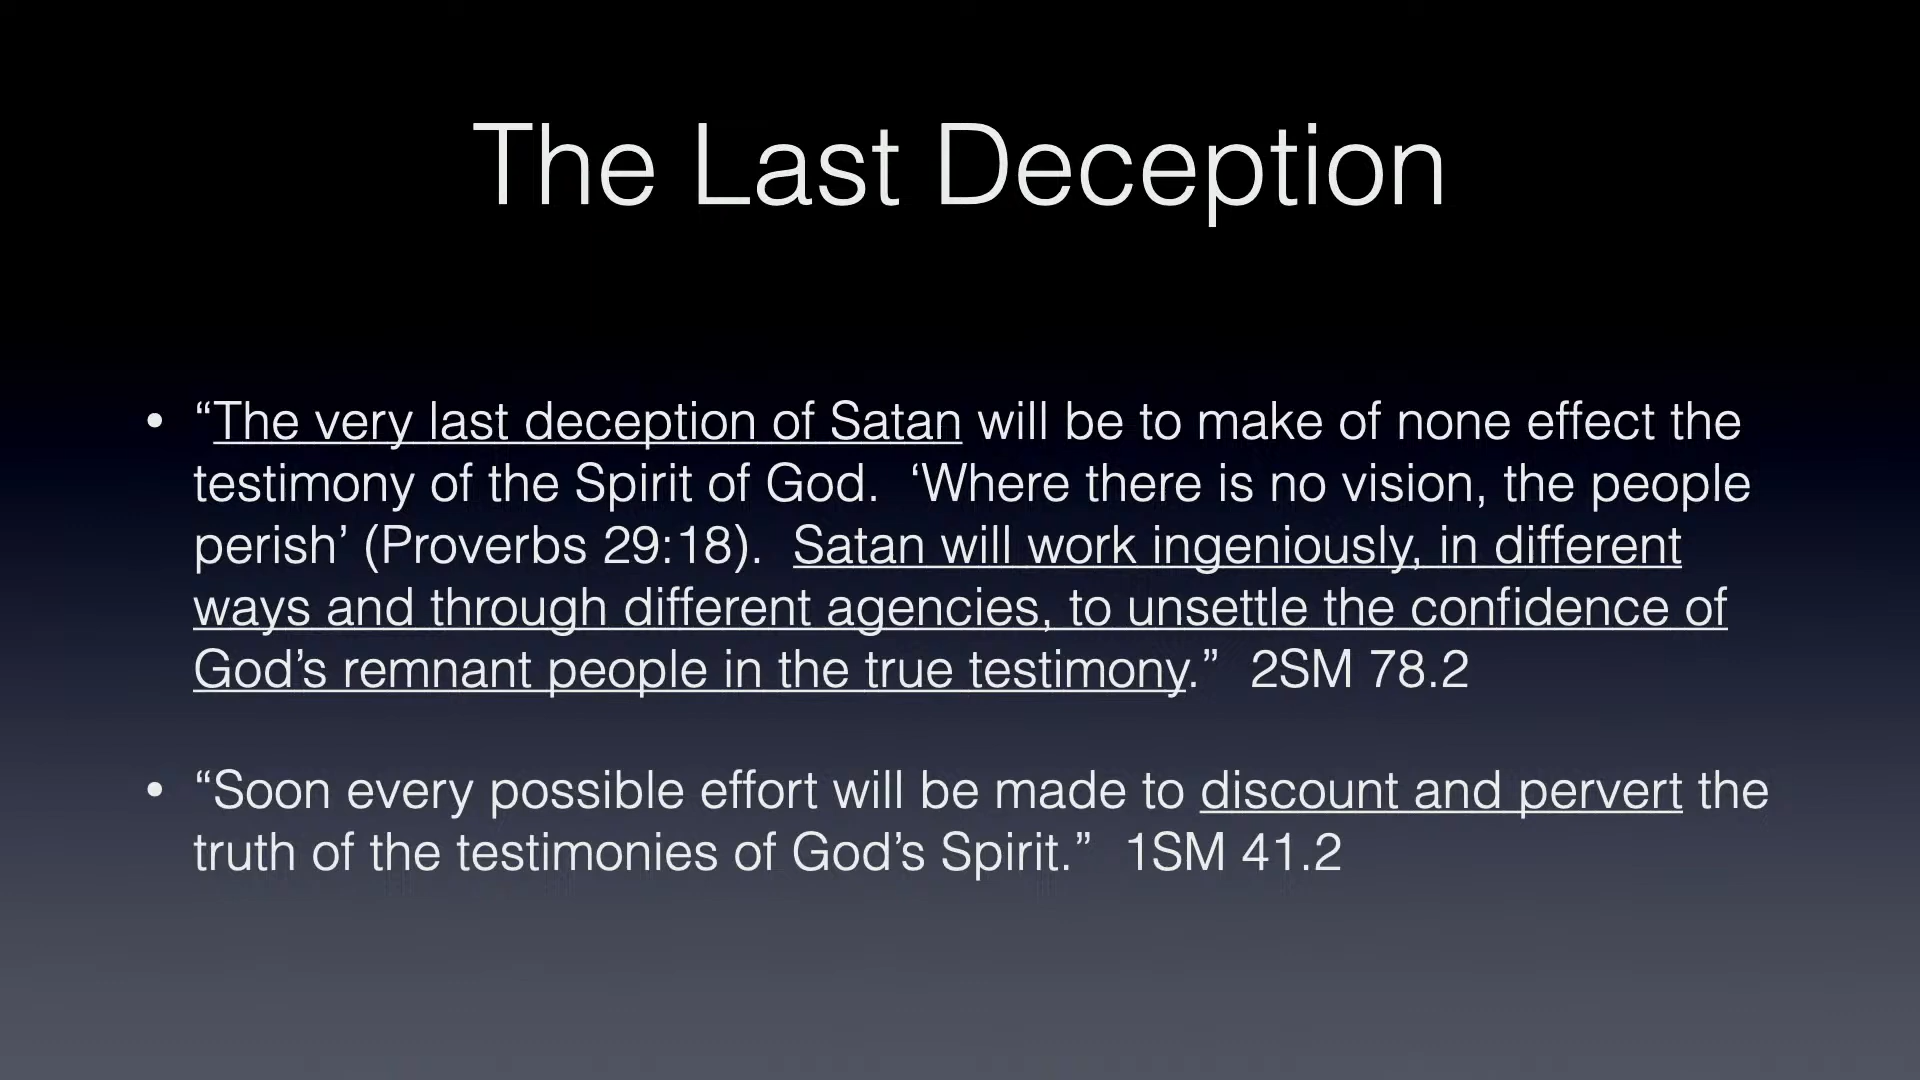 The Last Deception
• “The very last deception of Satan will be to make of none effect the
testimony of the Spirit of God.  ‘Where there is no vision, the people
perish’ (Proverbs 29:18).  Satan will work ingeniously, in different
ways and through different agencies, to unsettle the confidence of
God’s remnant people in the true testimony.”  2SM 78.2
• “Soon every possible effort will be made to discount and pervert the
truth of the testimonies of God’s Spirit.”  1SM 41.2